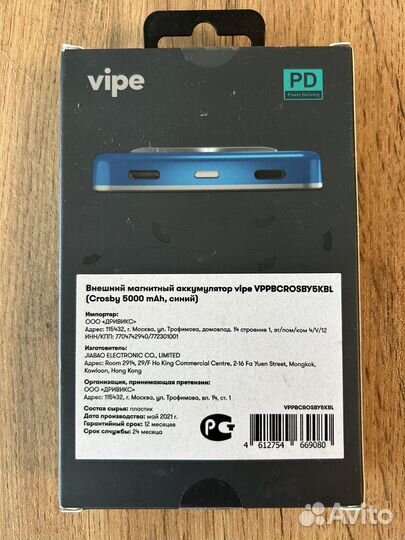 vipe
PD
Power Delivery
Внешний магнитный аккумулятор vipe VPPBCROSBY5KBL
(Crosby 5000 mAh, синий)
Импортер:
ООО «ДРИВИКС»
Адрес: 115432, г. Москва, ул. Трофимова, домовлад. 14 строение 1, эт/пом/ком 4/V/12
ИНН/КПП: 7704742940/772301001
Изготовитель:
JIABAO ELECTRONIC CO., LIMITED
Адрес: Room 2914, 29/F Ho King Commercial Centre, 2-16 Fa Yuen Street, Mongkok,
Kowloon, Hong Kong
Организация, принимающая претензии:
ООО «ДРИВИКС»
Адрес: 115432, г. Москва, ул. Трофимова, вл. 14, ст. 1
Состав сырья: пластик
Дата производства: май 2021 г.
Гарантийный срок: 12 месяцев
Срок службы: 24 месяца
VPPBCROSBY5KBL
4 612754 669080
Avito